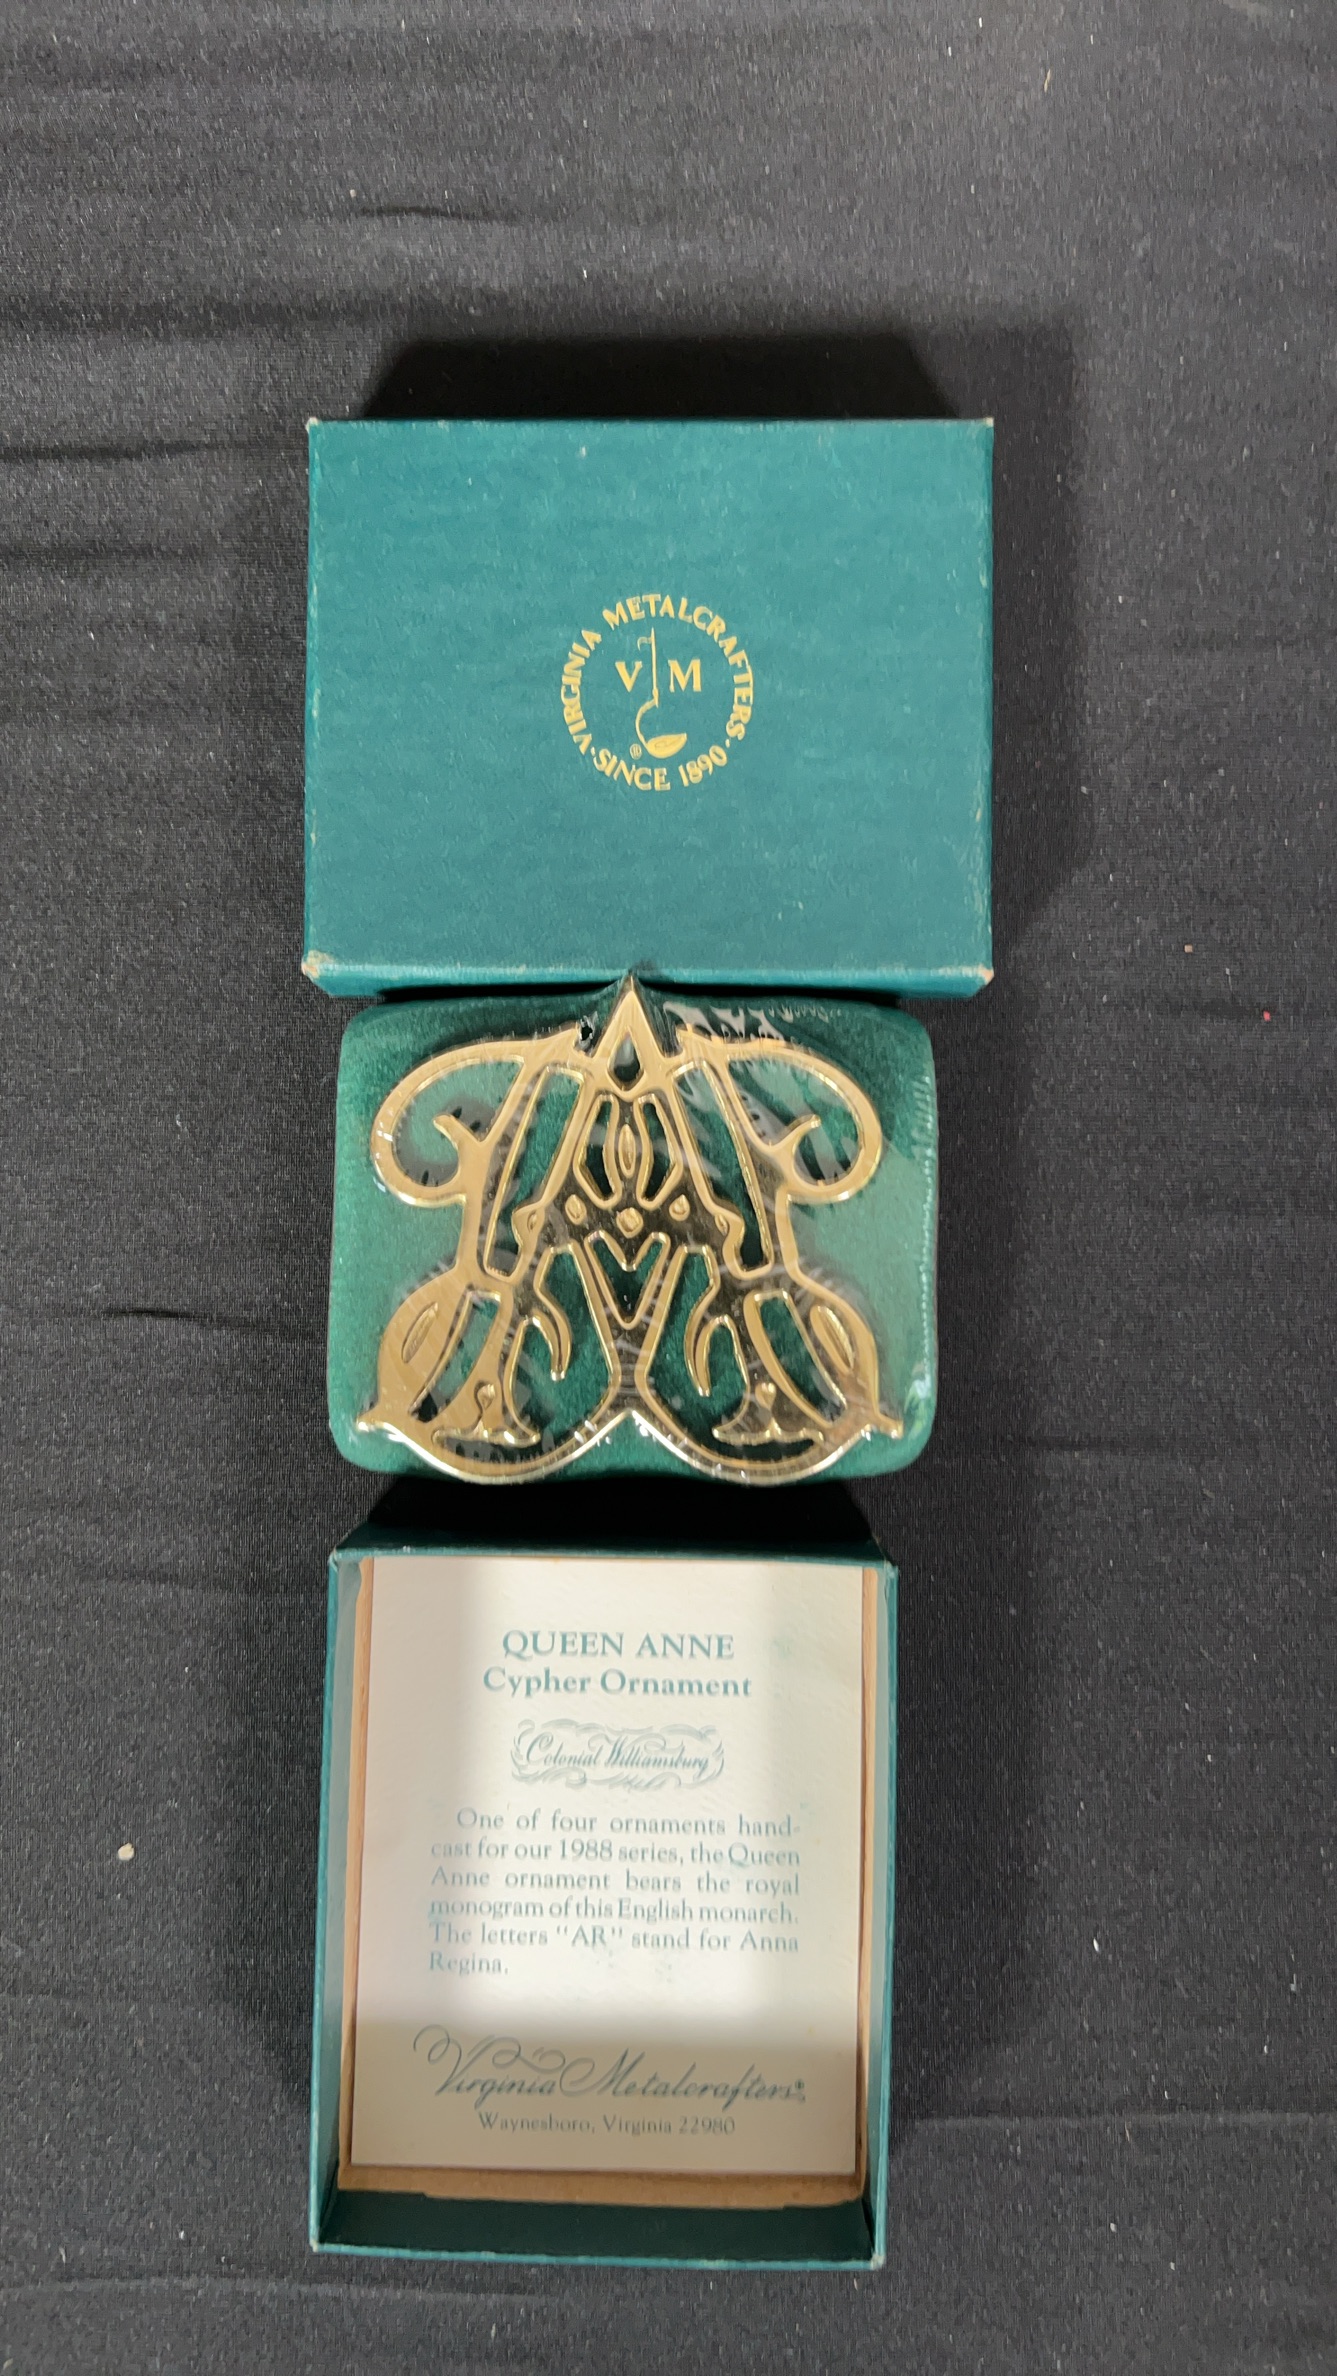 VIRGINIA METALCRAFTERS · SINCE 1890 ·
V M
®
QUEEN ANNE
Cypher Ornament
Colonial Williamsburg
One of four ornaments hand-
cast for our 1988 series, the Queen
Anne ornament bears the royal
monogram of this English monarch.
The letters "AR" stand for Anna
Regina.
Virginia Metalcrafters®
Waynesboro, Virginia 22980